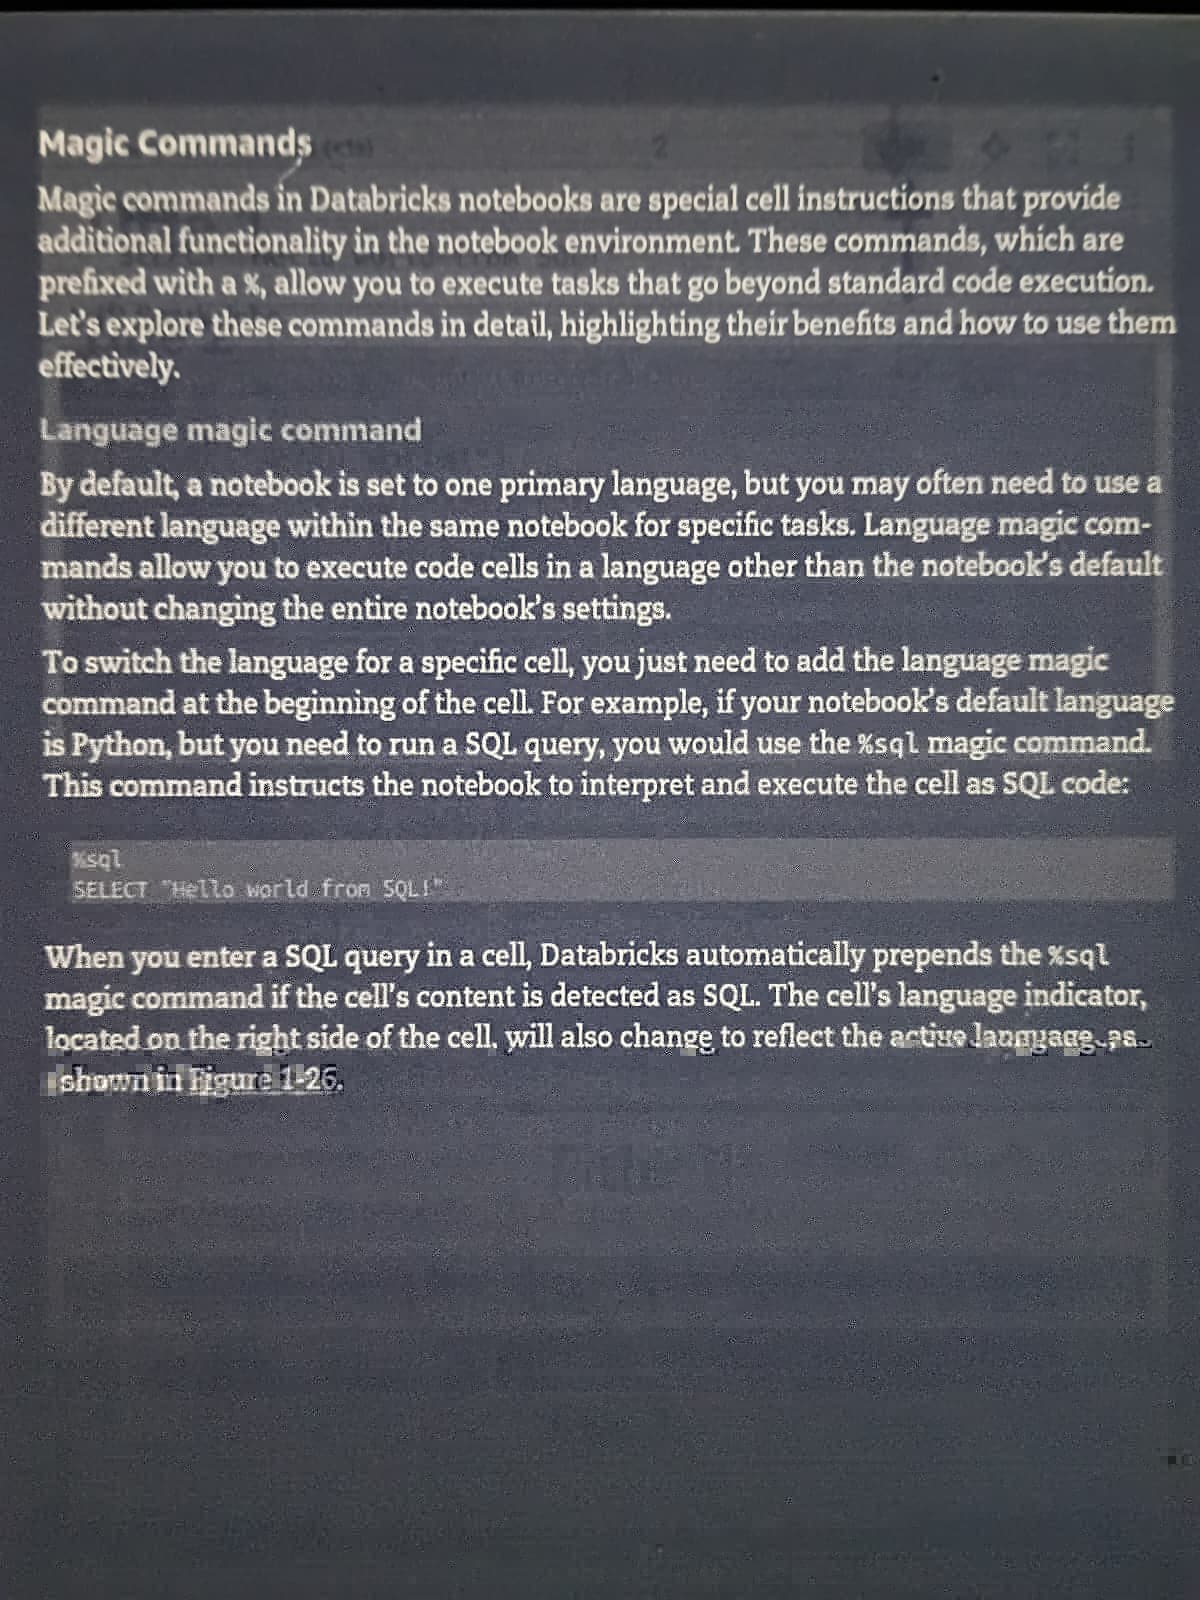 Magic Commands
Magic commands in Databricks notebooks are special cell instructions that provide
additional functionality in the notebook environment. These commands, which are
prefixed with a %, allow you to execute tasks that go beyond standard code execution.
Let's explore these commands in detail, highlighting their benefits and how to use them
effectively.
Language magic command
By default, a notebook is set to one primary language, but you may often need to use a
different language within the same notebook for specific tasks. Language magic com-
mands allow you to execute code cells in a language other than the notebook's default
without changing the entire notebook's settings.
To switch the language for a specific cell, you just need to add the language magic
command at the beginning of the cell. For example, if your notebook's default language
is Python, but you need to run a SQL query, you would use the %sql magic command.
This command instructs the notebook to interpret and execute the cell as SQL code:
%sql
SELECT "Hello world from SQL!"
When you enter a SQL query in a cell, Databricks automatically prepends the %sql
magic command if the cell's content is detected as SQL. The cell's language indicator,
located on the right side of the cell, will also change to reflect the active language as
shown in Figure 1-26.